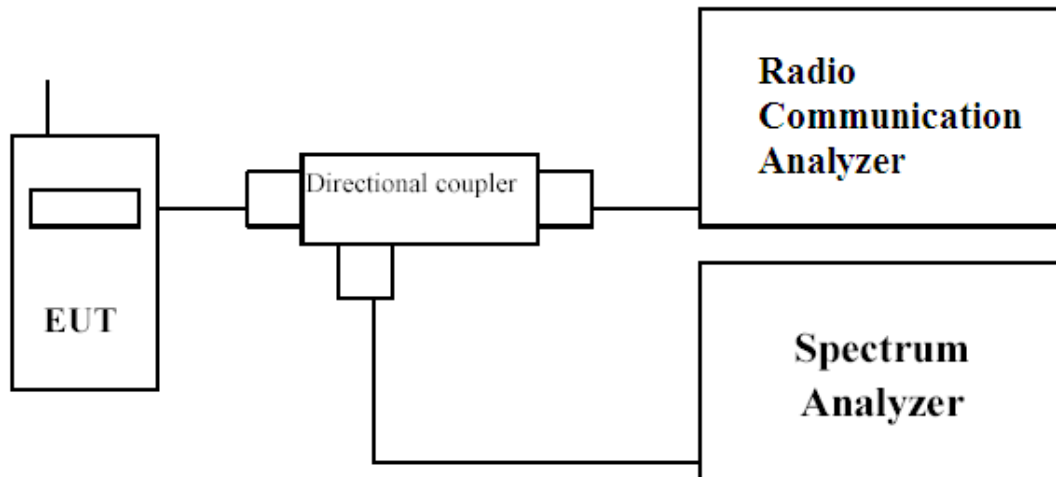 Radio
Communication
Analyzer
Directional coupler
EUT
Spectrum
Analyzer